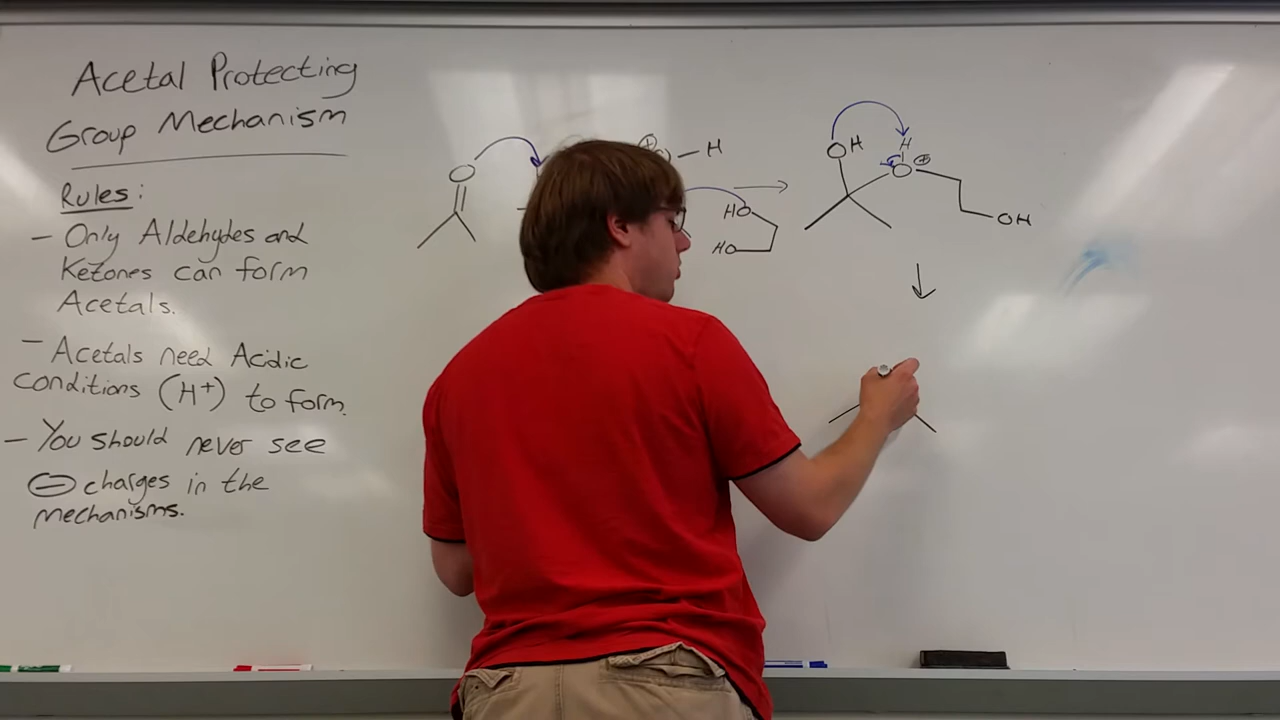 Acetal Protecting
Group Mechanism
Rules:
- Only Aldehydes and
Ketones can form
Acetals.
- Acetals need Acidic
conditions (H+) to form.
- You should never see
⊖ charges in the
mechanisms.
O
⊕
O - H
HO
HO
OH
H
O
⊕
OH